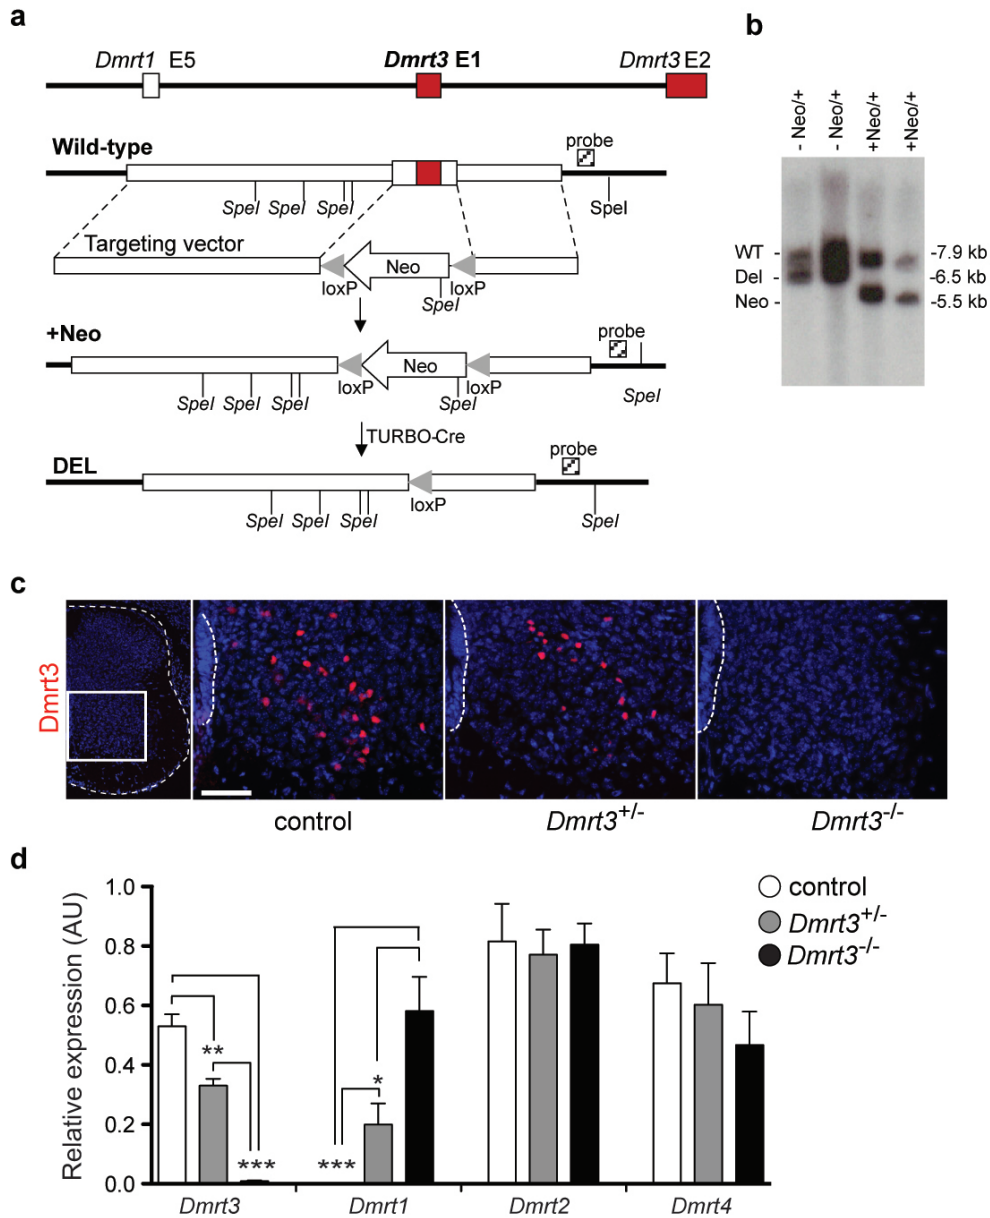 a
Dmrt1 E5
Dmrt3 E1
Dmrt3 E2
Wild-type
probe
SpeI SpeI SpeI
SpeI
Targeting vector
Neo
loxP
SpeI
loxP
+Neo
probe
Neo
loxP
loxP
SpeI SpeI SpeI
SpeI
SpeI
TURBO-Cre
DEL
probe
loxP
SpeI SpeI SpeI
SpeI
b
- Neo/+
- Neo/+
+Neo/+
+Neo/+
WT -
Del -
Neo -
-7.9 kb
-6.5 kb
-5.5 kb
c
Dmrt3
control
Dmrt3+/-
Dmrt3-/-
d
Relative expression (AU)
1.0
0.8
0.6
0.4
0.2
0.0
**
***
***
*
Dmrt3
Dmrt1
Dmrt2
Dmrt4
control
Dmrt3+/-
Dmrt3-/-